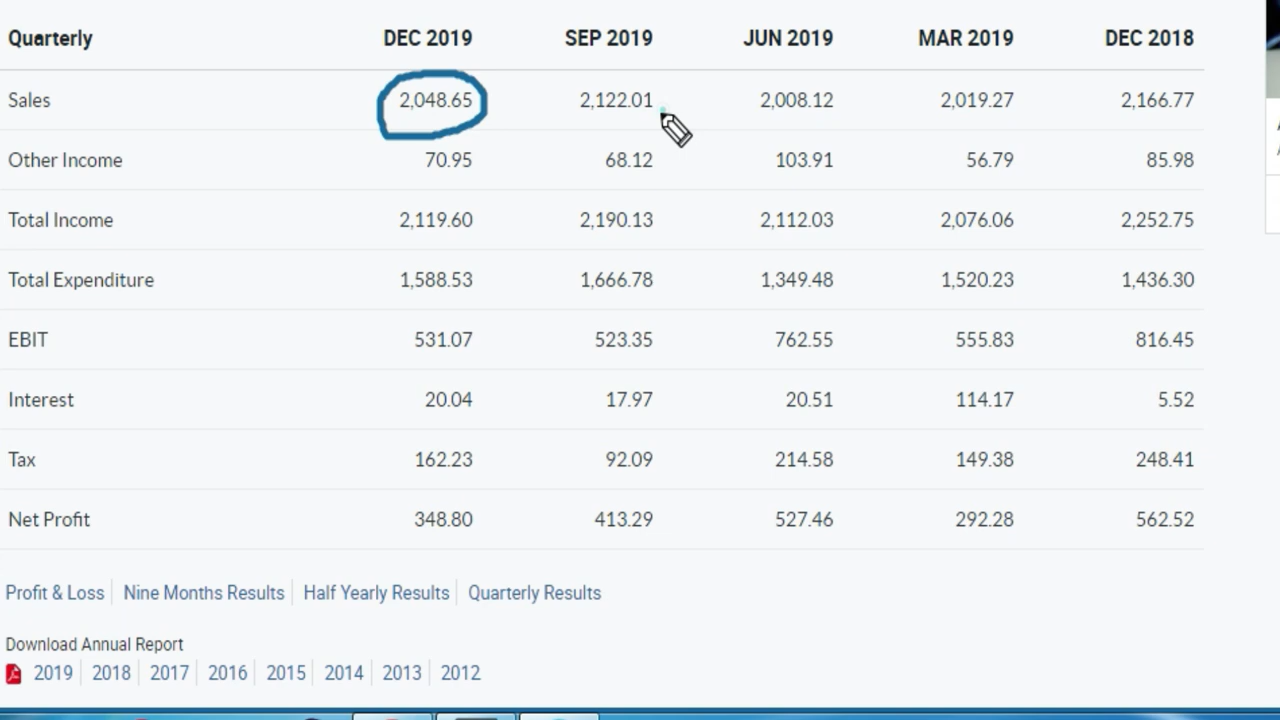 Quarterly DEC 2019 SEP 2019 JUN 2019 MAR 2019 DEC 2018
Sales 2,048.65 2,122.01 2,008.12 2,019.27 2,166.77
Other Income 70.95 68.12 103.91 56.79 85.98
Total Income 2,119.60 2,190.13 2,112.03 2,076.06 2,252.75
Total Expenditure 1,588.53 1,666.78 1,349.48 1,520.23 1,436.30
EBIT 531.07 523.35 762.55 555.83 816.45
Interest 20.04 17.97 20.51 114.17 5.52
Tax 162.23 92.09 214.58 149.38 248.41
Net Profit 348.80 413.29 527.46 292.28 562.52
Profit & Loss Nine Months Results Half Yearly Results Quarterly Results
Download Annual Report
2019 2018 2017 2016 2015 2014 2013 2012